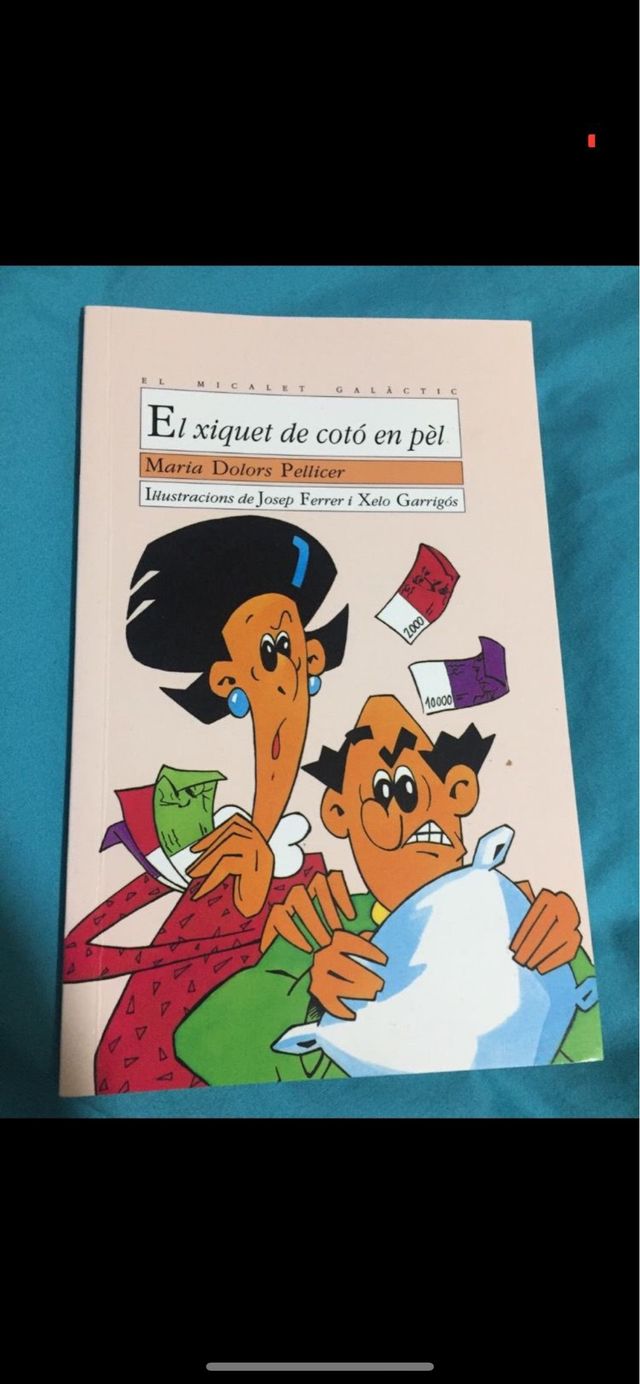 EL MICALET GALÀCTIC
El xiquet de cotó en pèl
Maria Dolors Pellicer
Il·lustracions de Josep Ferrer i Xelo Garrigós
2000
10000